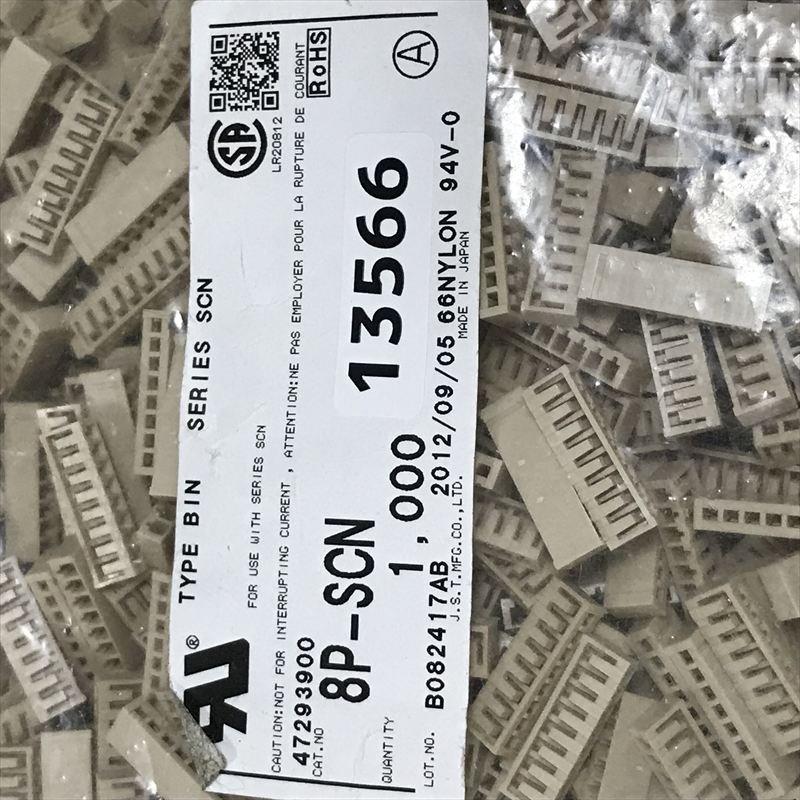 TYPE BIN SERIES SCN
FOR USE WITH SERIES SCN
LR20812
RoHS
A
CAUTION:NOT FOR INTERRUPTING CURRENT , ATTENTION:NE PAS EMPLOYER POUR LA RUPTURE DE COURANT
47293900
CAT.NO
8P-SCN
13566
QUANTITY
1,000
LOT.NO.
B082417AB 2012/09/05 66NYLON 94V-0
J.S.T.MFG.CO.,LTD. MADE IN JAPAN